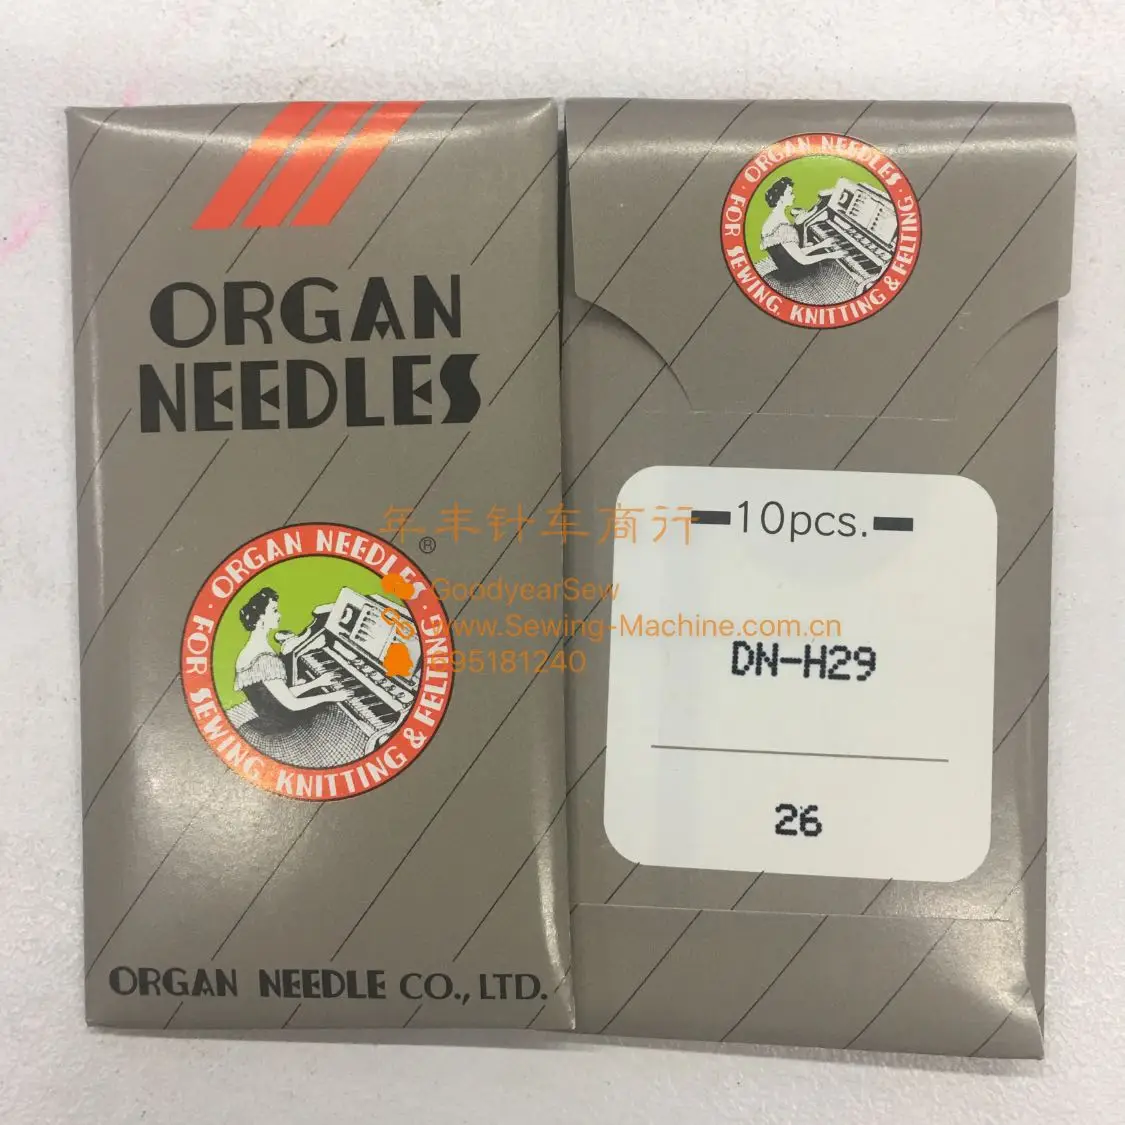 ORGAN
NEEDLES
ORGAN NEEDLES · FOR SEWING, KNITTING & FELTING ·
®
ORGAN NEEDLE CO., LTD.
ORGAN NEEDLES · FOR SEWING, KNITTING & FELTING ·
10pcs.
DN-H29
26
年丰针车商行
GoodyearSew
www.Sewing-Machine.com.cn
695181240